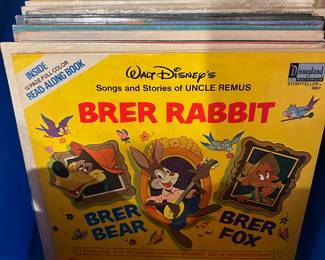 INSIDE
12 PAGE FULL COLOR
READ-ALONG BOOK
WALT DISNEY'S
Songs and Stories of UNCLE REMUS
Disneyland
STORYTELLER
3907
BRER RABBIT
BRER
BEAR
BRER
FOX